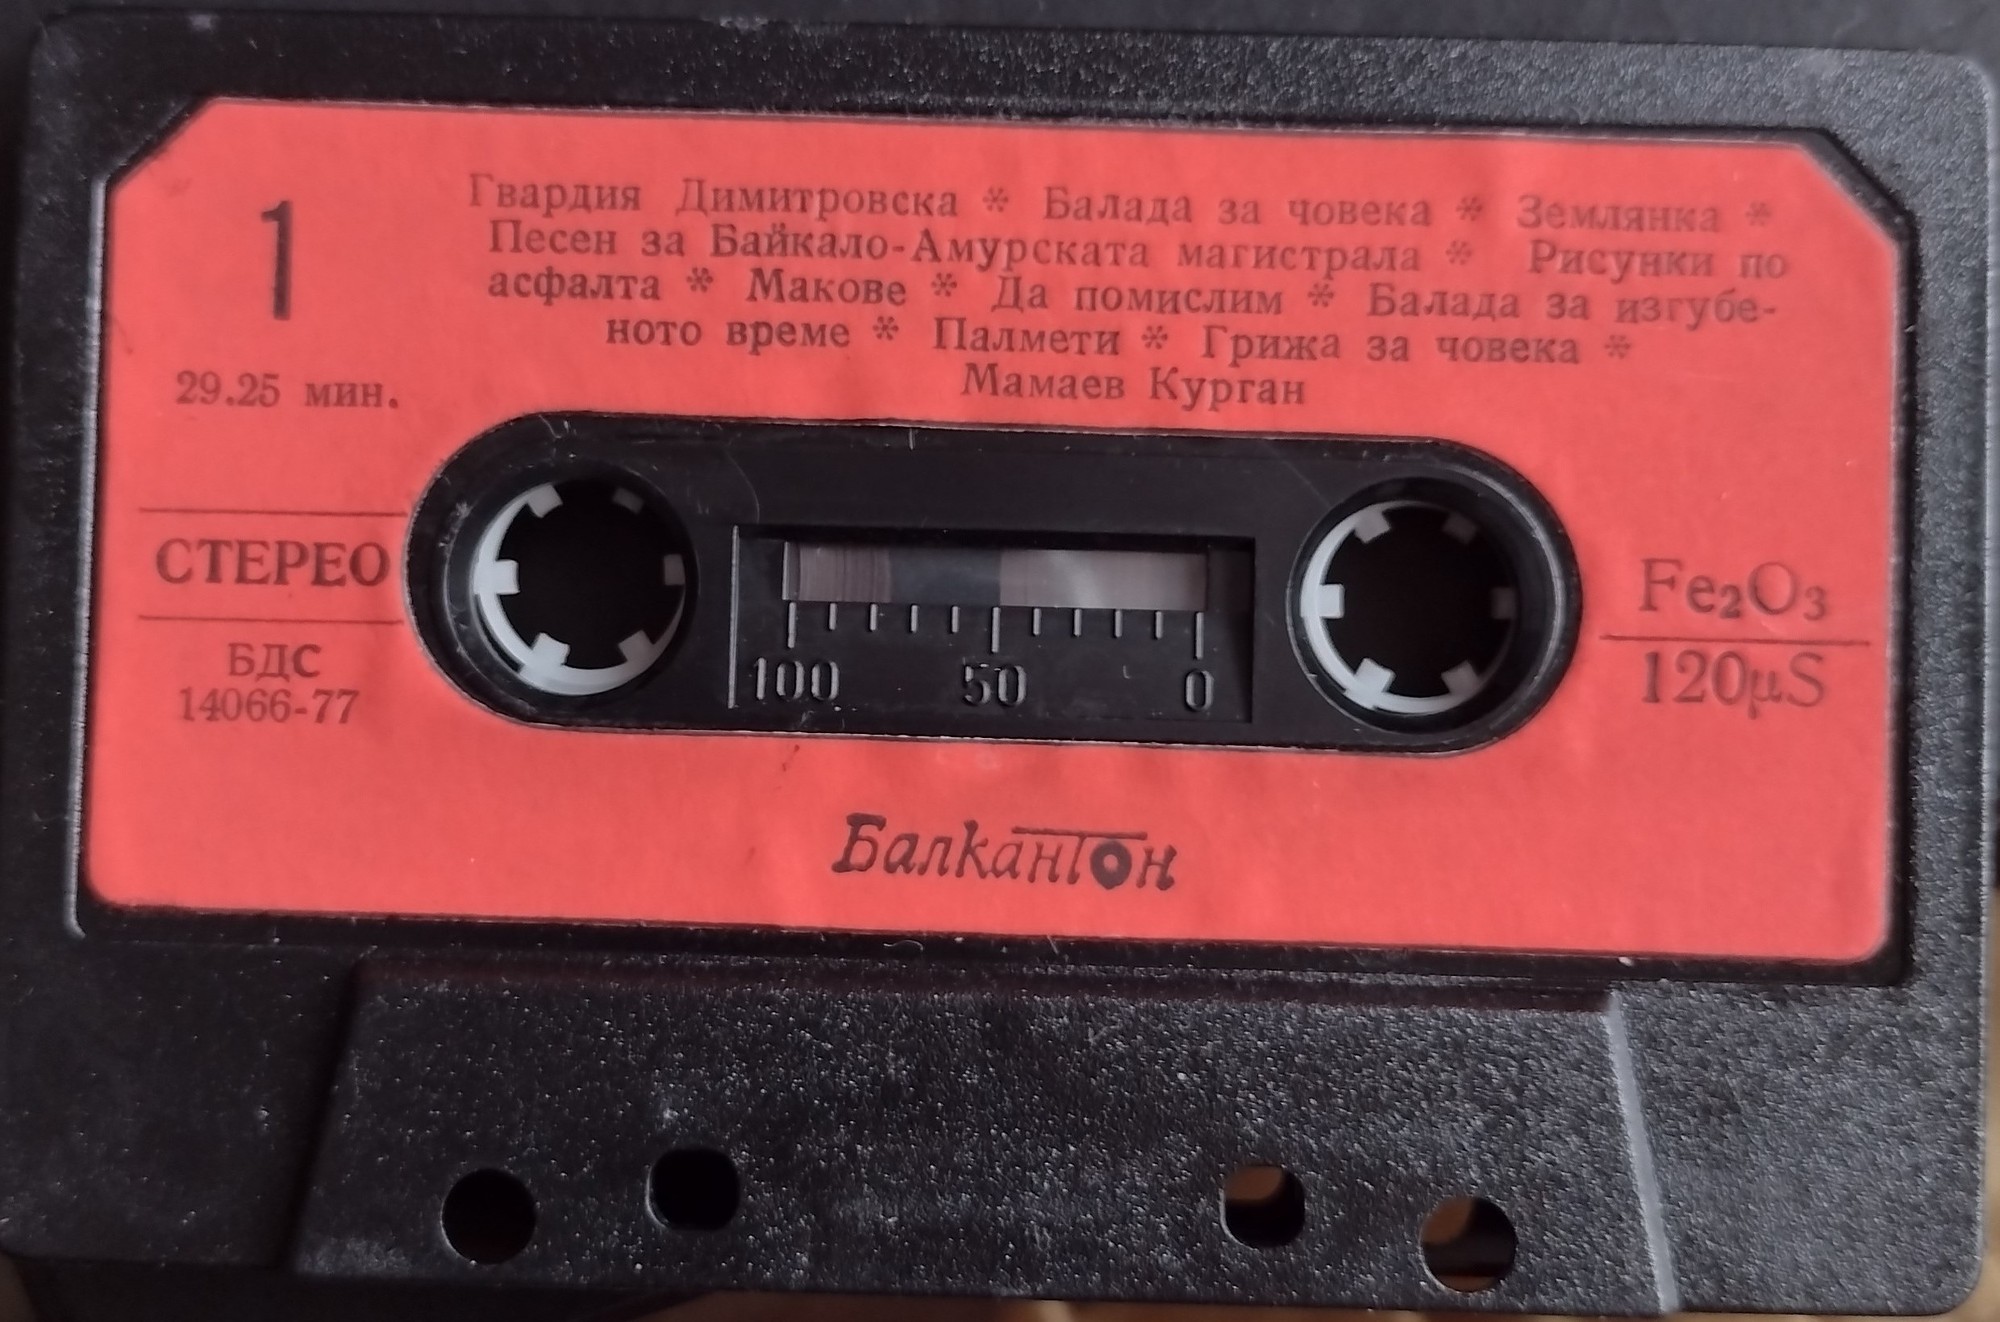 1
Гвардия Димитровска * Балада за човека * Землянка *
Песен за Байкало-Амурската магистрала * Рисунки по
асфалта * Макове * Да помислим * Балада за изгубе-
ното време * Палмети * Грижа за човека *
Мамаев Курган
29.25 мин.
СТЕРЕО
БДС
14066-77
100 50 0
Fe₂O₃
120μS
Балкантон